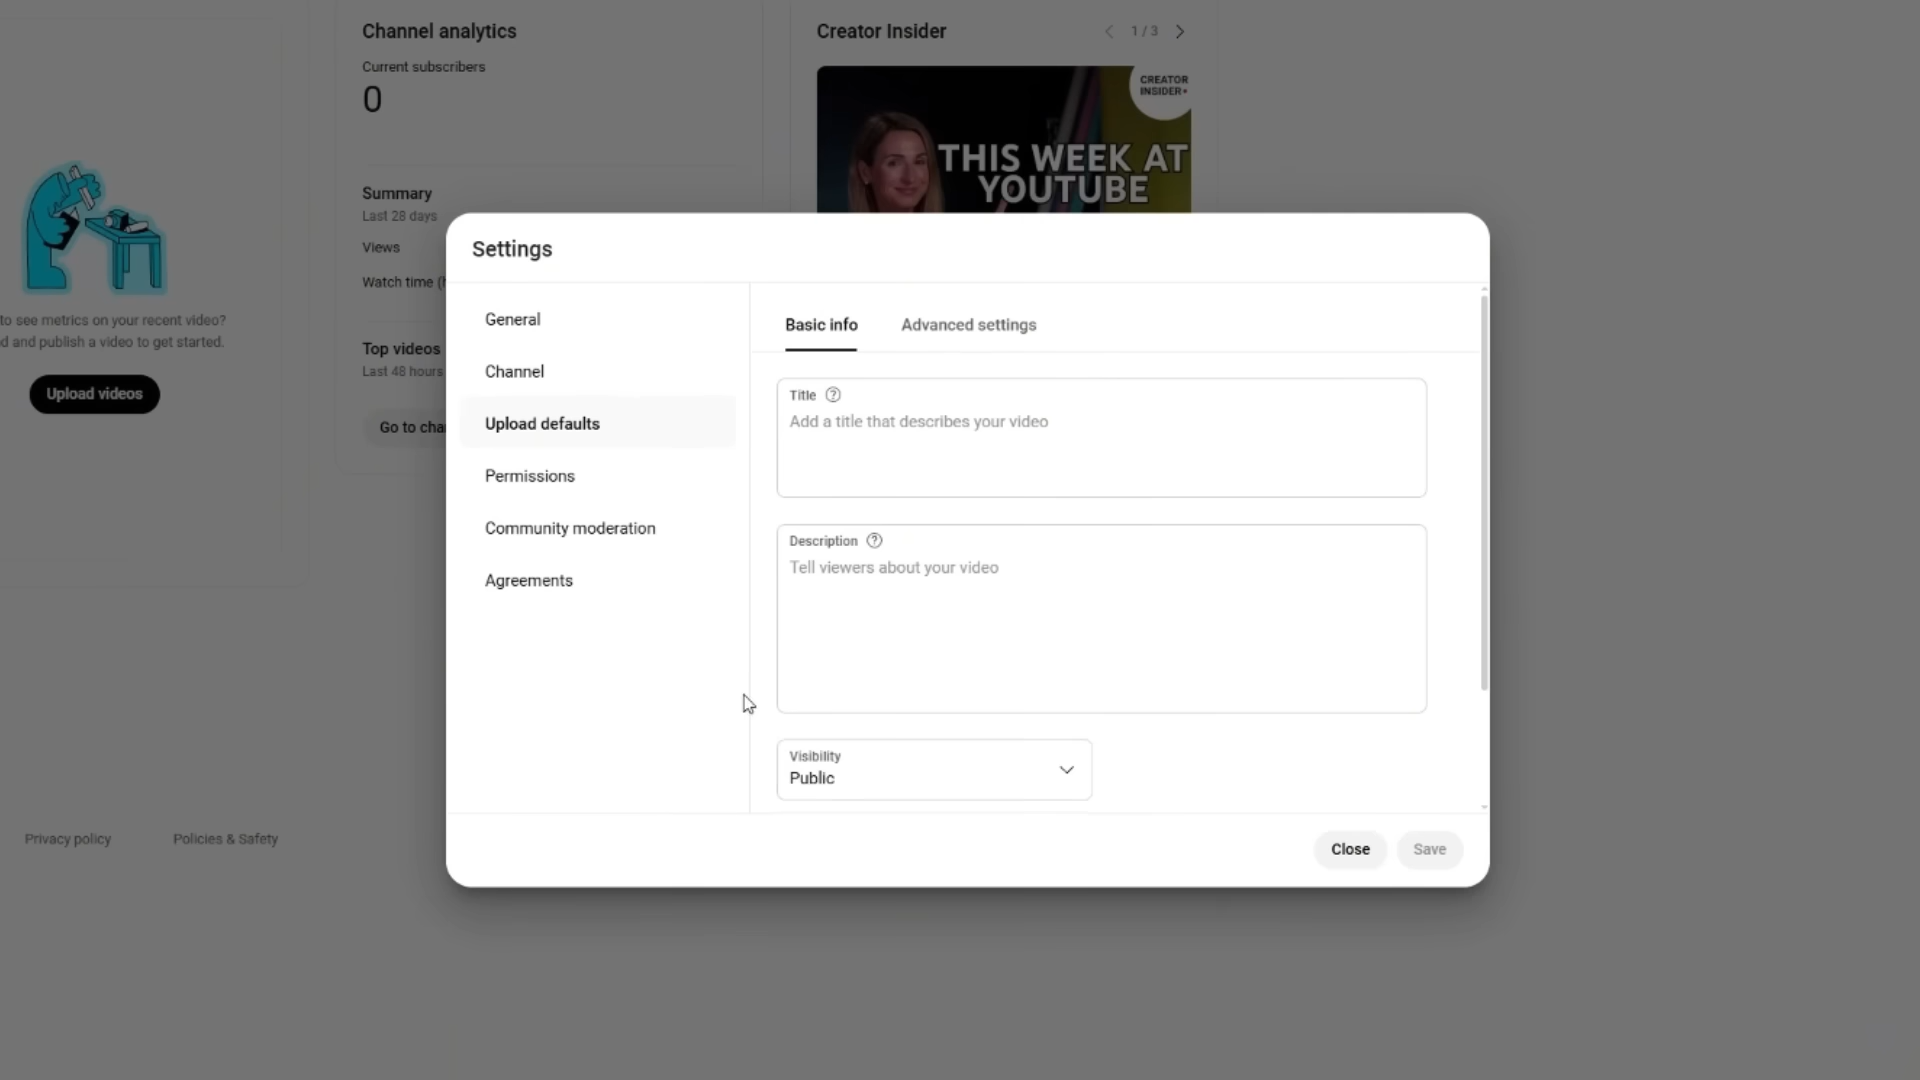 Channel analytics
Current subscribers
0
Summary
Last 28 days
Views
Watch time (
Top videos
Last 48 hours
Go to cha
Creator Insider
1 / 3
CREATOR
INSIDER+
THIS WEEK AT
YOUTUBE
to see metrics on your recent video?
d and publish a video to get started.
Upload videos
Privacy policy
Policies & Safety
Settings
General
Channel
Upload defaults
Permissions
Community moderation
Agreements
Basic info
Advanced settings
Title ?
Add a title that describes your video
Description ?
Tell viewers about your video
Visibility
Public
Close
Save